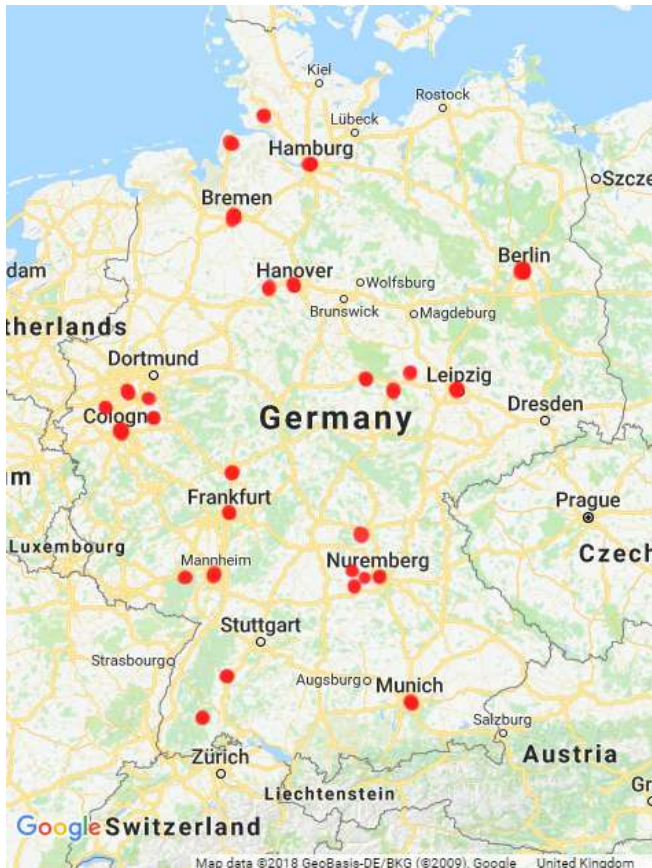 Kiel
Rostock
Lübeck
Hamburg
Szcze
Bremen
Berlin
dam
Hanover
Wolfsburg
Brunswick
Magdeburg
therlands
Dortmund
Leipzig
Cologn
Germany
Dresden
m
Frankfurt
Prague
Luxembourg
Nuremberg
Czech
Mannheim
Stuttgart
Strasbourg
Augsburg
Munich
Salzburg
Zürich
Austria
Liechtenstein
Gr
Google Switzerland
Map data ©2018 GeoBasis-DE/BKG (©2009), Google United Kingdom